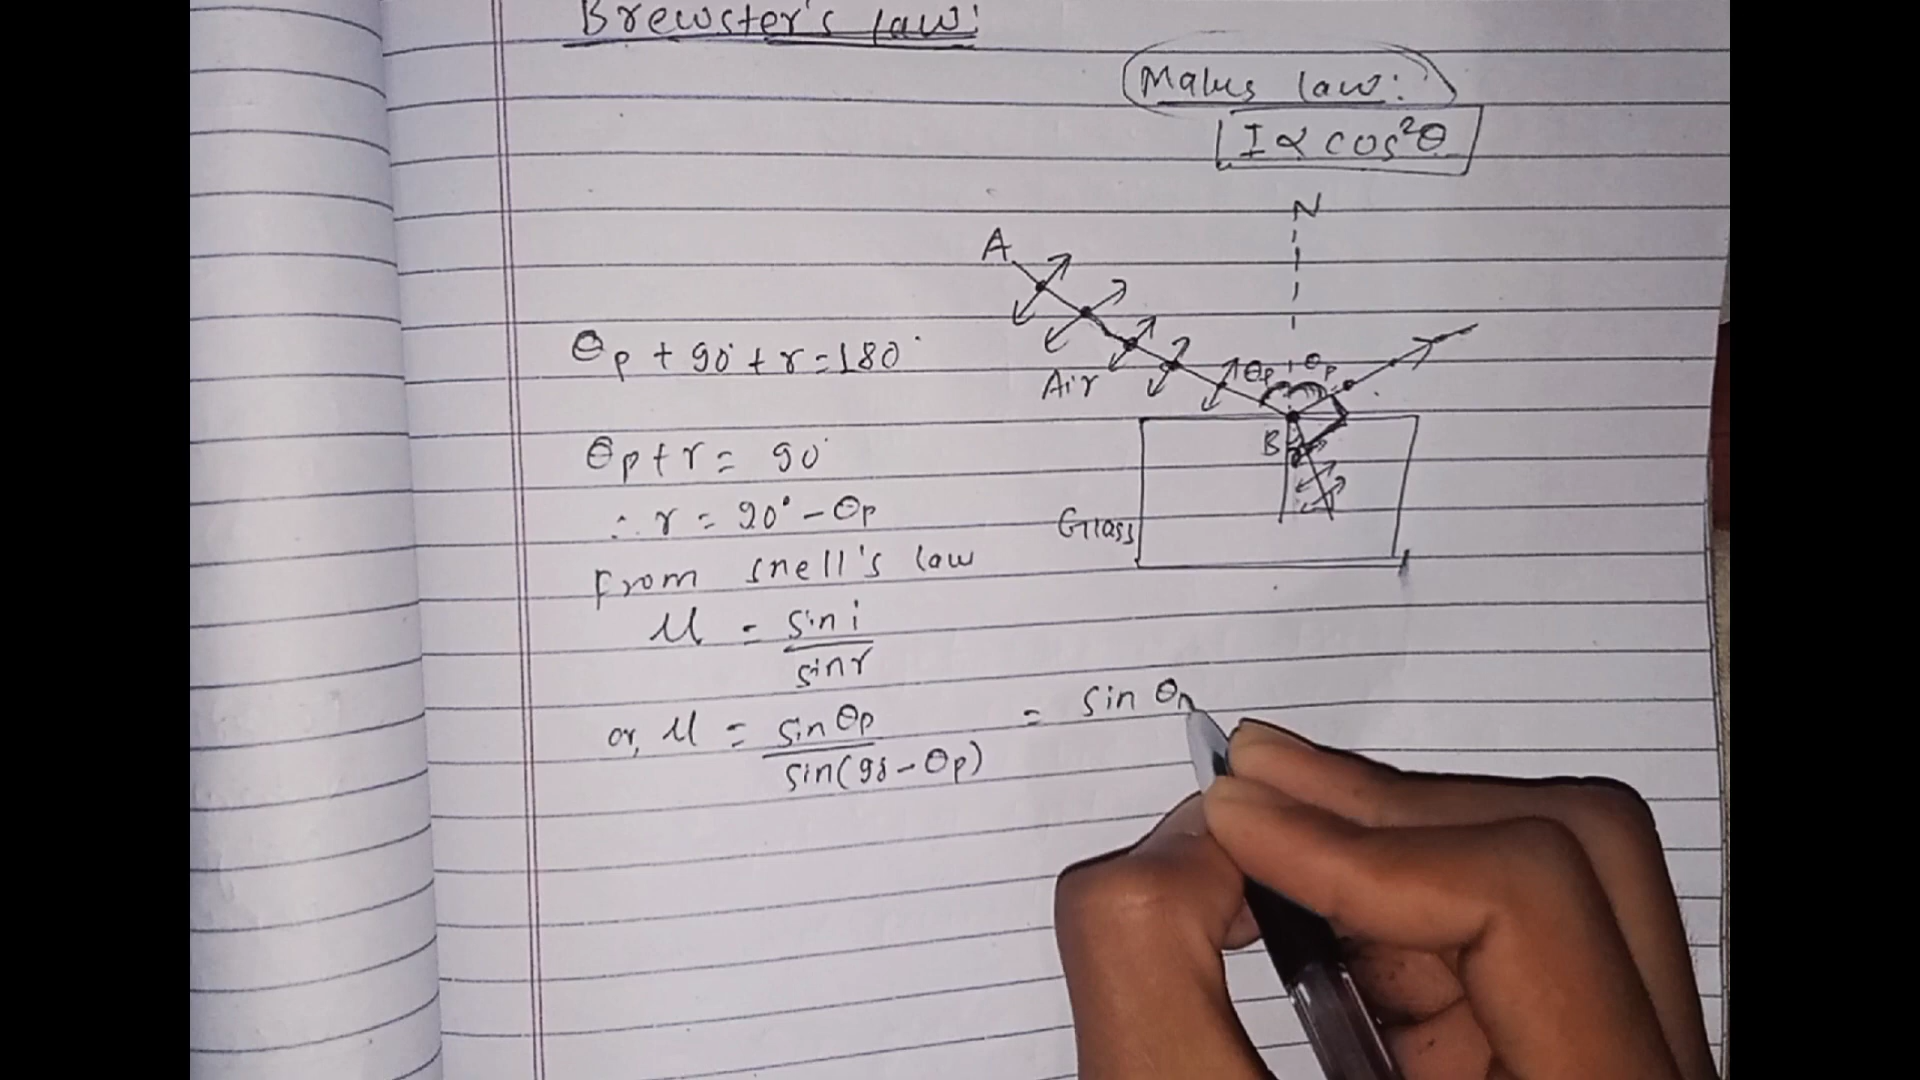 Brewster's law:
Malus law:
I ∝ cos²θ
N
A
θp + 90° + r = 180°
θp θp
Air
B
θp + r = 90°
∴ r = 90° - θp
Glass
From snell's law
μ = sin i / sin r
or, μ = sin θp / sin(90 - θp) = sin θp